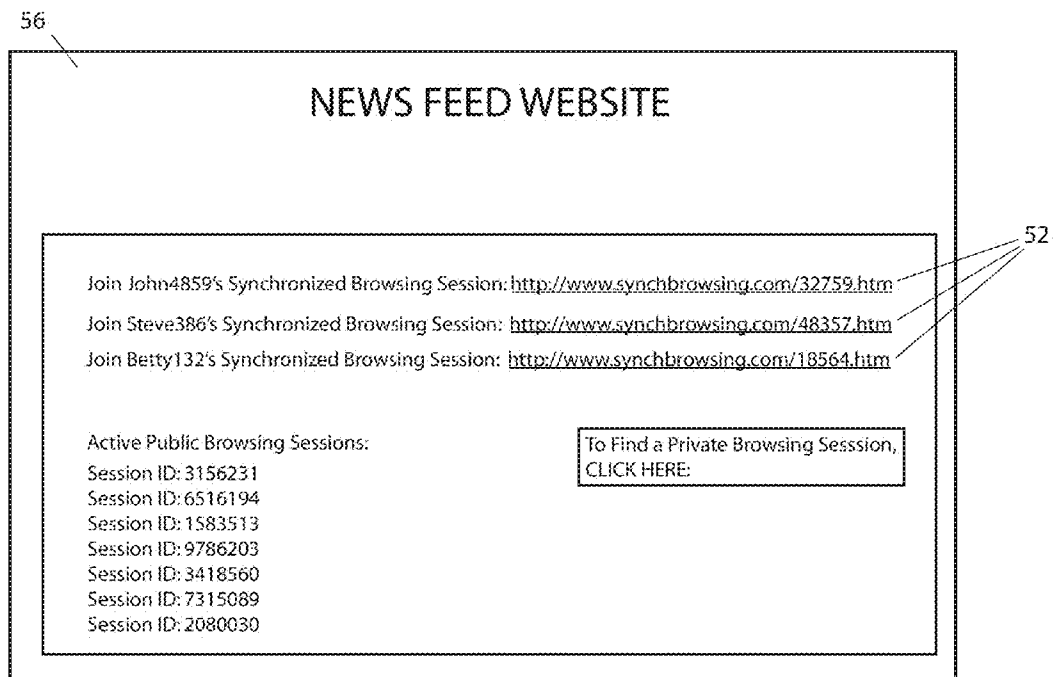 56
NEWS FEED WEBSITE
52
Join John4859's Synchronized Browsing Session: http://www.synchbrowsing.com/32759.htm
Join Steve386's Synchronized Browsing Session: http://www.synchbrowsing.com/48357.htm
Join Betty132's Synchronized Browsing Session: http://www.synchbrowsing.com/18564.htm
Active Public Browsing Sessions:
Session ID: 3156231
Session ID: 6516194
Session ID: 1583513
Session ID: 9786203
Session ID: 3418560
Session ID: 7315089
Session ID: 2080030
To Find a Private Browsing Sesssion,
CLICK HERE: